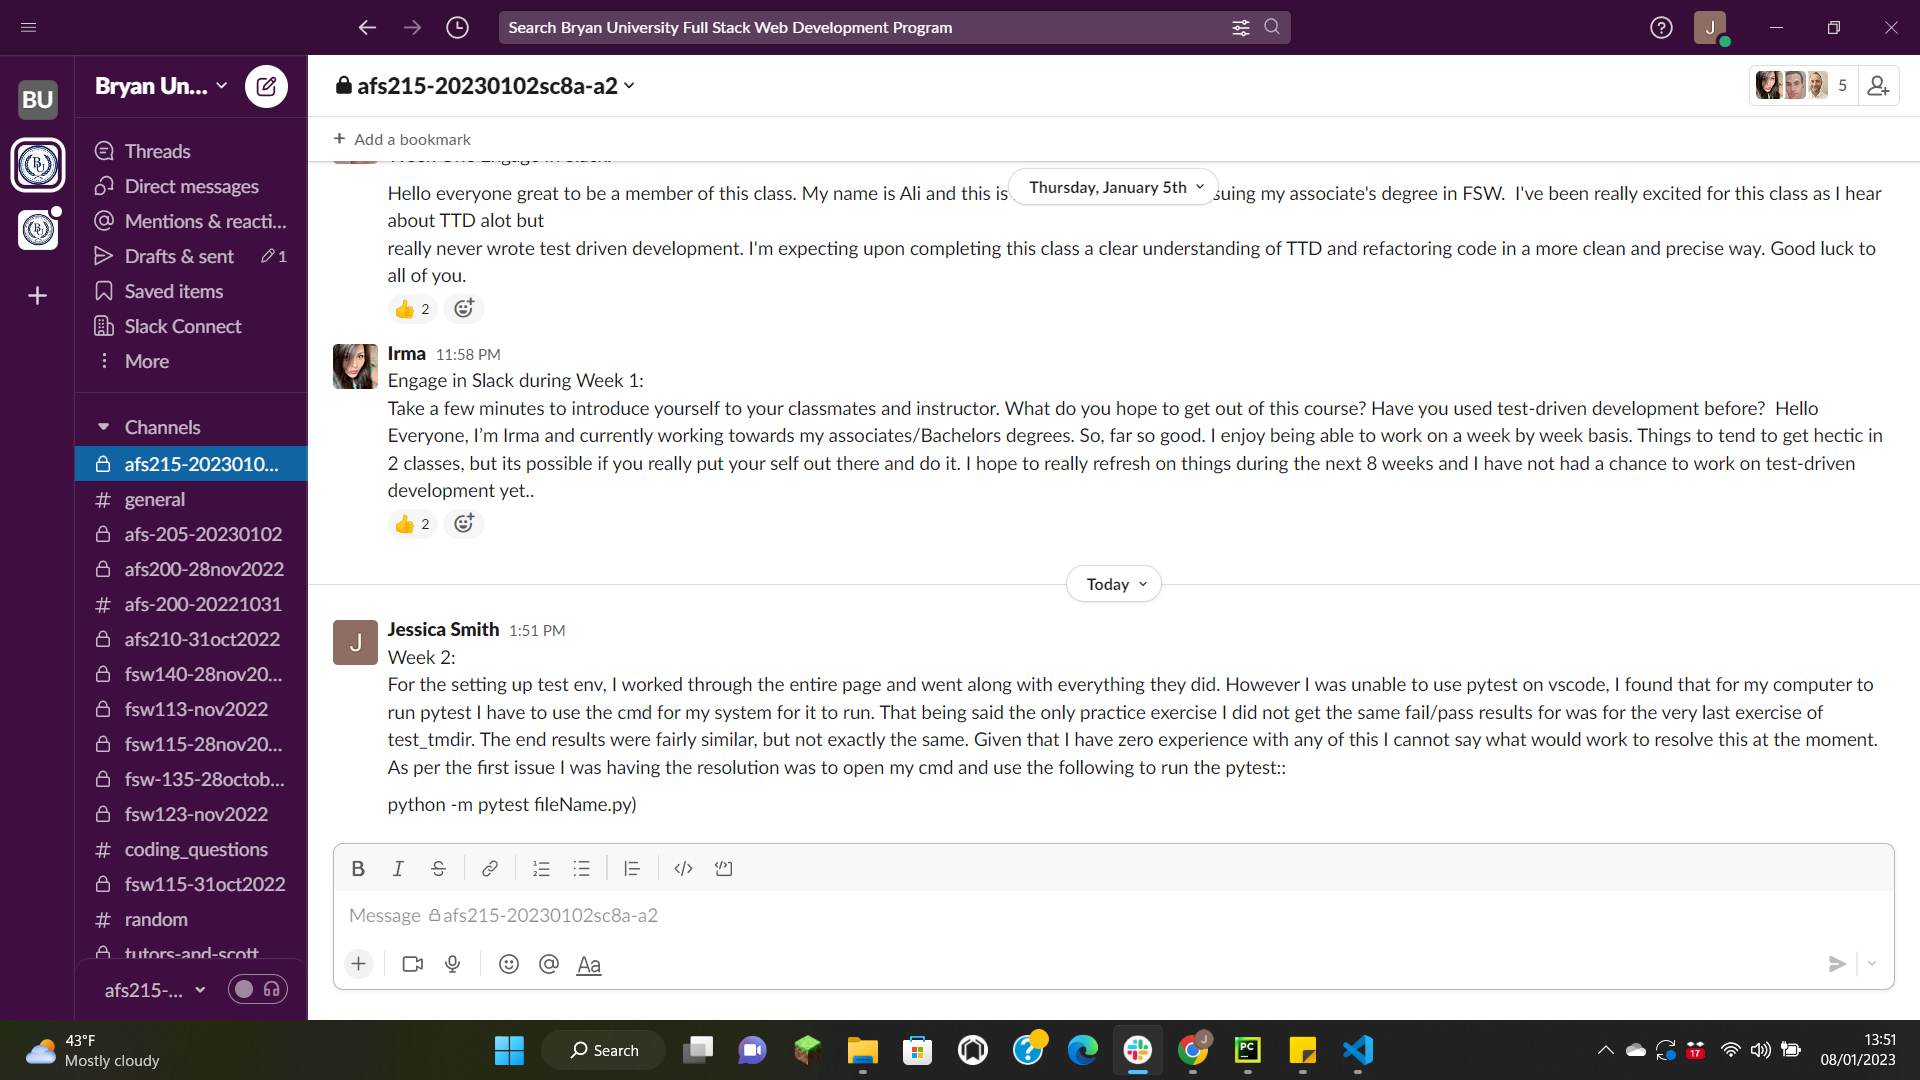 Search Bryan University Full Stack Web Development Program
J
BU
Bryan Un...
Threads
Direct messages
Mentions & reacti...
Drafts & sent 1
Saved items
Slack Connect
More
Channels
afs215-2023010...
general
afs-205-20230102
afs200-28nov2022
afs-200-20221031
afs210-31oct2022
fsw140-28nov20...
fsw113-nov2022
fsw115-28nov20...
fsw-135-28octob...
fsw123-nov2022
coding_questions
fsw115-31oct2022
random
tutors-and-scott
afs215-...
afs215-20230102sc8a-a2
5
+ Add a bookmark
Thursday, January 5th
Hello everyone great to be a member of this class. My name is Ali and this is suing my associate's degree in FSW. I've been really excited for this class as I hear
about TTD alot but
really never wrote test driven development. I'm expecting upon completing this class a clear understanding of TTD and refactoring code in a more clean and precise way. Good luck to
all of you.
2
Irma 11:58 PM
Engage in Slack during Week 1:
Take a few minutes to introduce yourself to your classmates and instructor. What do you hope to get out of this course? Have you used test-driven development before? Hello
Everyone, I’m Irma and currently working towards my associates/Bachelors degrees. So, far so good. I enjoy being able to work on a week by week basis. Things to tend to get hectic in
2 classes, but its possible if you really put your self out there and do it. I hope to really refresh on things during the next 8 weeks and I have not had a chance to work on test-driven
development yet..
2
Today
J
Jessica Smith 1:51 PM
Week 2:
For the setting up test env, I worked through the entire page and went along with everything they did. However I was unable to use pytest on vscode, I found that for my computer to
run pytest I have to use the cmd for my system for it to run. That being said the only practice exercise I did not get the same fail/pass results for was for the very last exercise of
test_tmdir. The end results were fairly similar, but not exactly the same. Given that I have zero experience with any of this I cannot say what would work to resolve this at the moment.
As per the first issue I was having the resolution was to open my cmd and use the following to run the pytest::
python -m pytest fileName.py)
B I S
Message afs215-20230102sc8a-a2
Aa
43°F
Mostly cloudy
Search
J
PC
17
13:51
08/01/2023